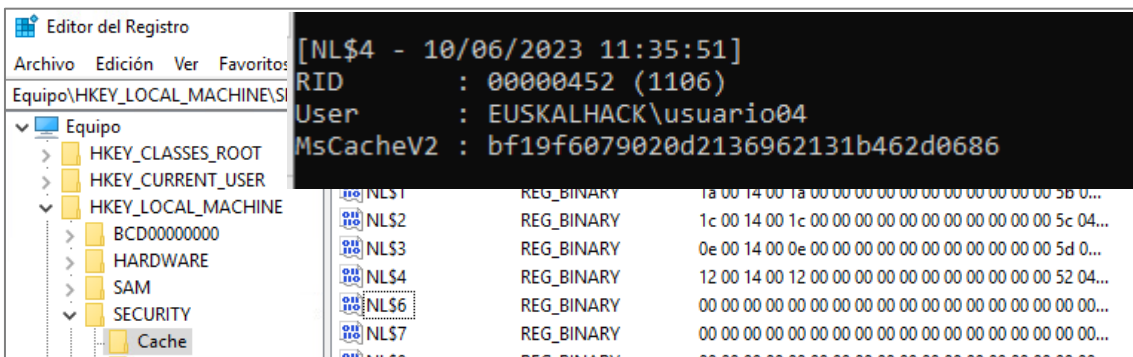 Editor del Registro
Archivo Edición Ver Favoritos
Equipo\HKEY_LOCAL_MACHINE\SE
Equipo
HKEY_CLASSES_ROOT
HKEY_CURRENT_USER
HKEY_LOCAL_MACHINE
BCD00000000
HARDWARE
SAM
SECURITY
Cache
[NL$4 - 10/06/2023 11:35:51]
RID : 00000452 (1106)
User : EUSKALHACK\usuario04
MsCacheV2 : bf19f6079020d2136962131b462d0686
NL$1 REG_BINARY 1a 00 14 00 1a 00 00 00 00 00 00 00 00 00 00 00 5b 0...
NL$2 REG_BINARY 1c 00 14 00 1c 00 00 00 00 00 00 00 00 00 00 00 5c 04...
NL$3 REG_BINARY 0e 00 14 00 0e 00 00 00 00 00 00 00 00 00 00 00 5d 0...
NL$4 REG_BINARY 12 00 14 00 12 00 00 00 00 00 00 00 00 00 00 00 52 04...
NL$6 REG_BINARY 00 00 00 00 00 00 00 00 00 00 00 00 00 00 00 00 00 00...
NL$7 REG_BINARY 00 00 00 00 00 00 00 00 00 00 00 00 00 00 00 00 00 00...